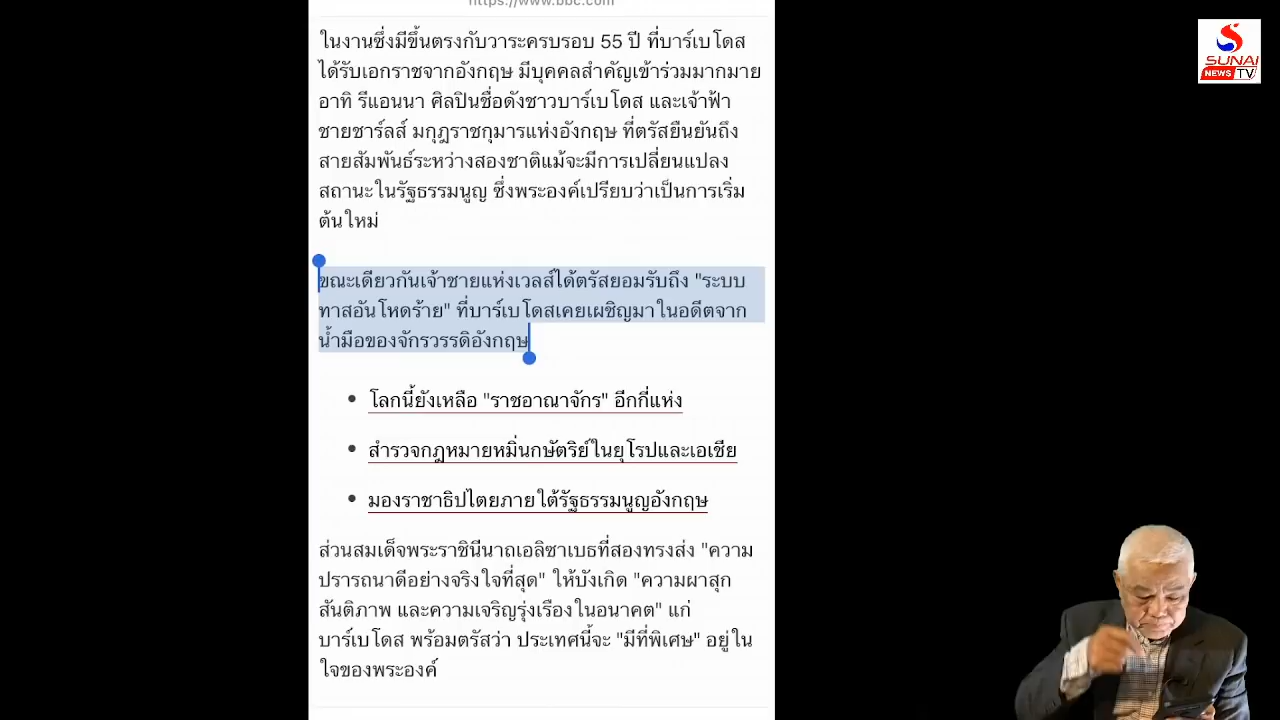 https://www.bbc.com
ในงานซึ่งมีขึ้นตรงกับวาระครบรอบ 55 ปี ที่บาร์เบโดส
ได้รับเอกราชจากอังกฤษ มีบุคคลสำคัญเข้าร่วมมากมาย
อาทิ รีแอนนา ศิลปินชื่อดังชาวบาร์เบโดส และเจ้าฟ้า
ชายชาร์ลส์ มกุฎราชกุมารแห่งอังกฤษ ที่ตรัสยืนยันถึง
สายสัมพันธ์ระหว่างสองชาติแม้จะมีการเปลี่ยนแปลง
สถานะในรัฐธรรมนูญ ซึ่งพระองค์เปรียบว่าเป็นการเริ่ม
ต้นใหม่
ขณะเดียวกันเจ้าชายแห่งเวลส์ได้ตรัสยอมรับถึง "ระบบ
ทาสอันโหดร้าย" ที่บาร์เบโดสเคยเผชิญมาในอดีตจาก
น้ำมือของจักรวรรดิอังกฤษ
• โลกนี้ยังเหลือ "ราชอาณาจักร" อีกกี่แห่ง
• สำรวจกฎหมายหมิ่นกษัตริย์ในยุโรปและเอเชีย
• มองราชาธิปไตยภายใต้รัฐธรรมนูญอังกฤษ
ส่วนสมเด็จพระราชินีนาถเอลิซาเบธที่สองทรงส่ง "ความ
ปรารถนาดีอย่างจริงใจที่สุด" ให้บังเกิด "ความผาสุก
สันติภาพ และความเจริญรุ่งเรืองในอนาคต" แก่
บาร์เบโดส พร้อมตรัสว่า ประเทศนี้จะ "มีที่พิเศษ" อยู่ใน
ใจของพระองค์
SUNAI
NEWS TV